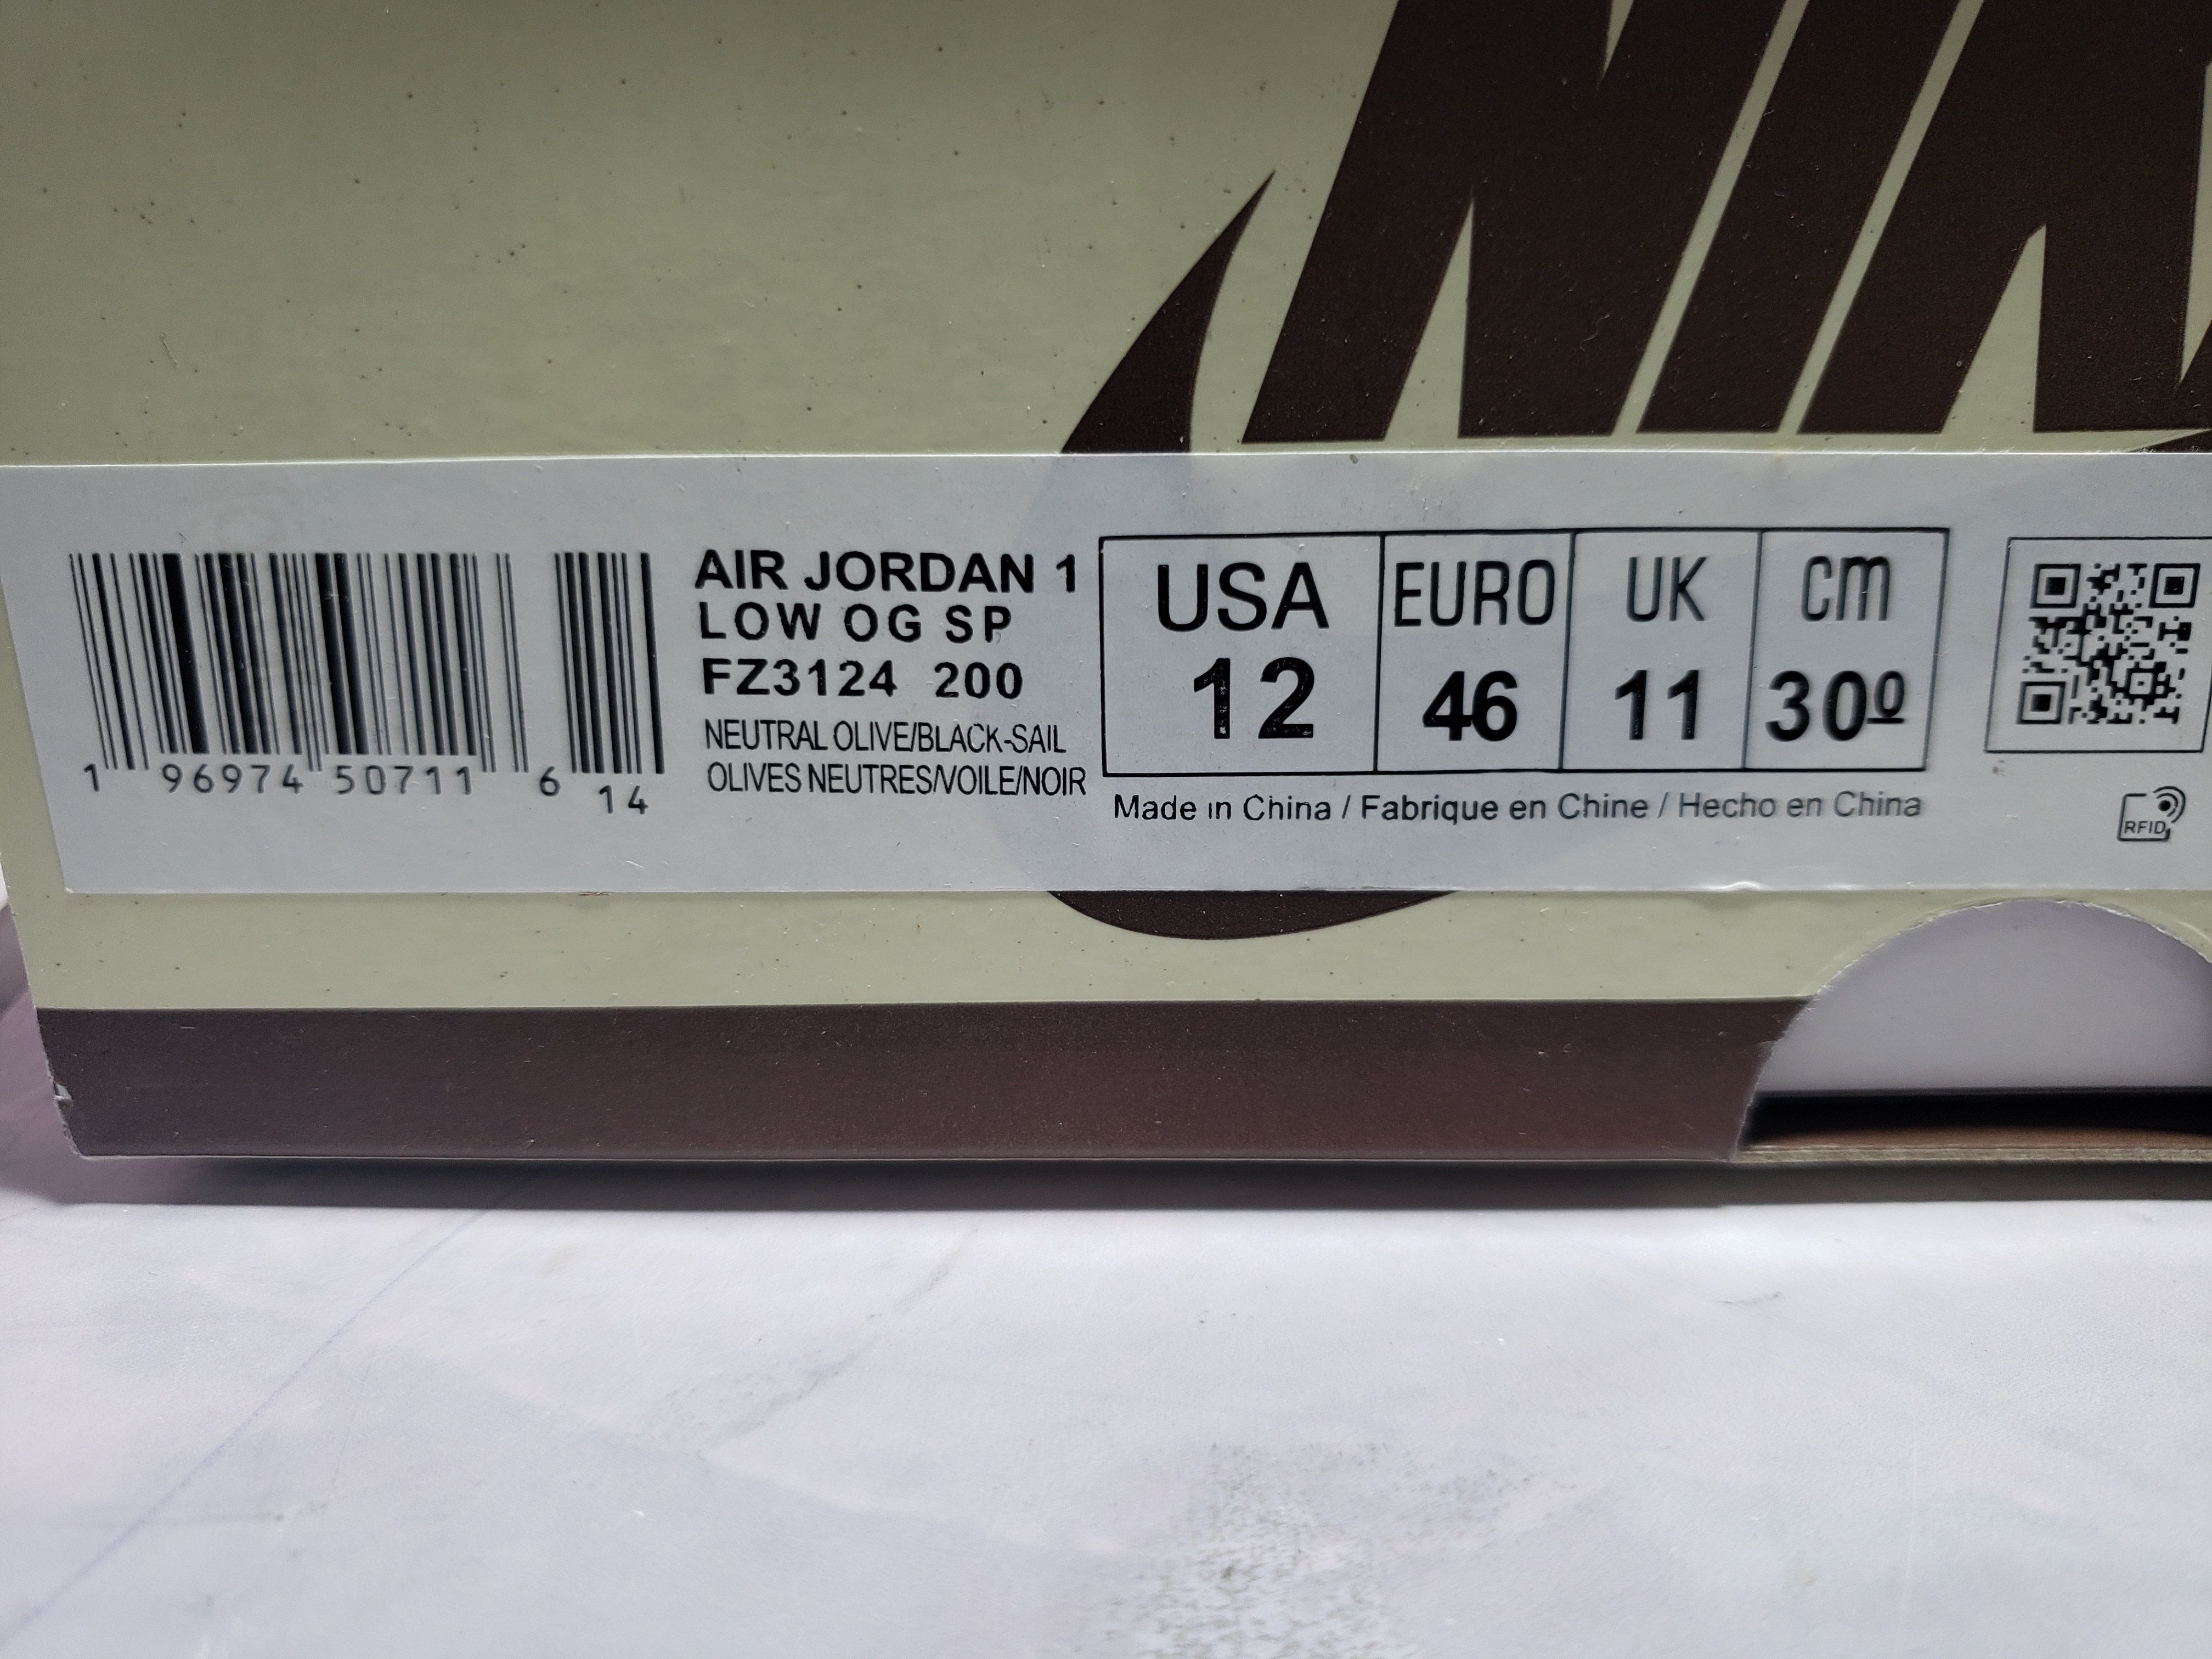 NIK
1 96974 50711 6 14
AIR JORDAN 1
LOW OG SP
FZ3124 200
NEUTRAL OLIVE/BLACK-SAIL
OLIVES NEUTRES/VOILE/NOIR
USA EURO UK cm
12 46 11 30º
Made in China / Fabrique en Chine / Hecho en China
RFID